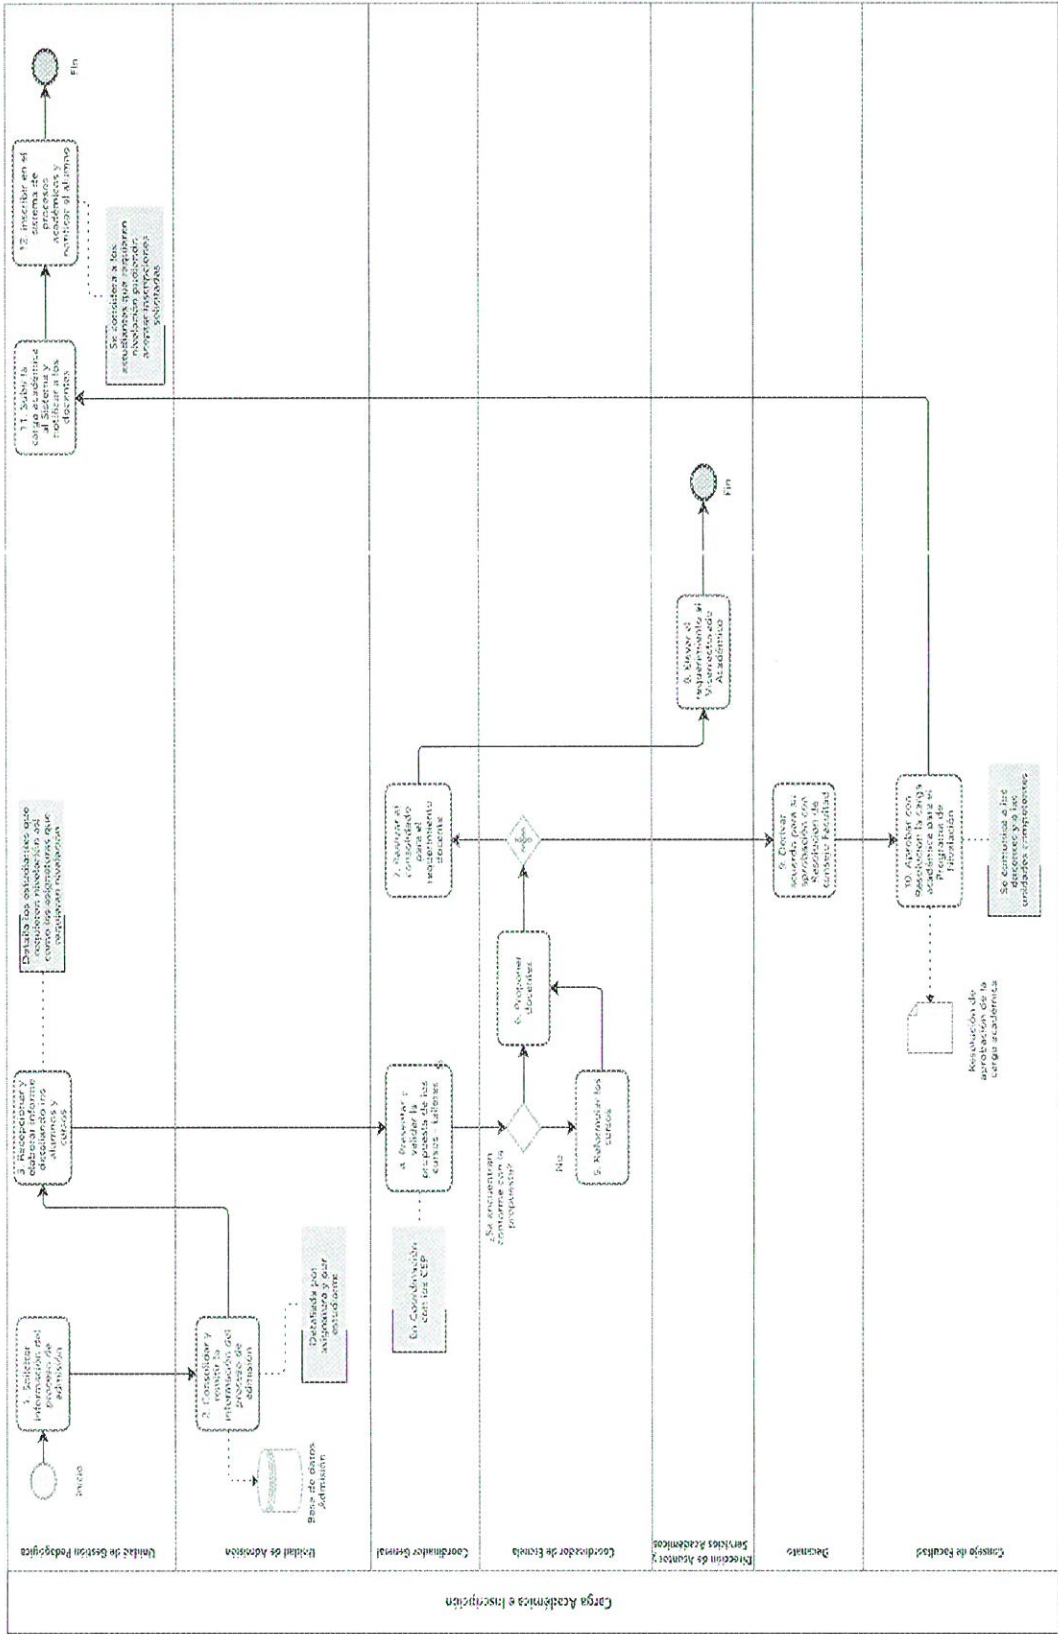 Carga Académica e Inscripción
Unidad de Gestión Pedagógica
Inicio
1. Solicitar
información del
proceso de
admisión
3. Recepcionar y
elaborar informe
detallando los
alumnos y
cursos
Detalla los estudiantes que
requieren nivelación así
como las asignaturas que
requieran nivelación
11. Subir la
carga académica
al Sistema y
notificar a los
docentes
12. Inscribir en el
sistema de
procesos
académicos y
notificar al alumno
Se considera a los
estudiantes que requieren
nivelación pudiendo
aceptar inscripciones
solicitadas
Fin
Unidad de Admisión
2. Consolidar y
remitir la
información del
proceso de
admisión
Base de datos
Admisión
Detallada por
asignatura y por
estudiante
Coordinador General
4. Presentar y
validar la
propuesta de los
cursos - talleres
En Coordinación
con los CEP
7. Realizar el
consolidado
para el
requerimiento
docente
Coordinador de Escuela
¿Se encuentran
conforme con la
propuesta?
No
Si
5. Reformular los
cursos
6. Proponer
docentes
Dirección de Asuntos y
Servicios Académicos
8. Elevar el
requerimiento al
Vicerrectorado
Académico
Fin
Decanato
9. Derivar
acuerdo para su
aprobación con
Resolución de
consejo Facultad
Consejo de Facultad
10. Aprobar con
Resolución la carga
académica para el
Programa de
Nivelación
Resolución de
aprobación de la
carga académica
Se comunica a los
docentes y a las
unidades competentes